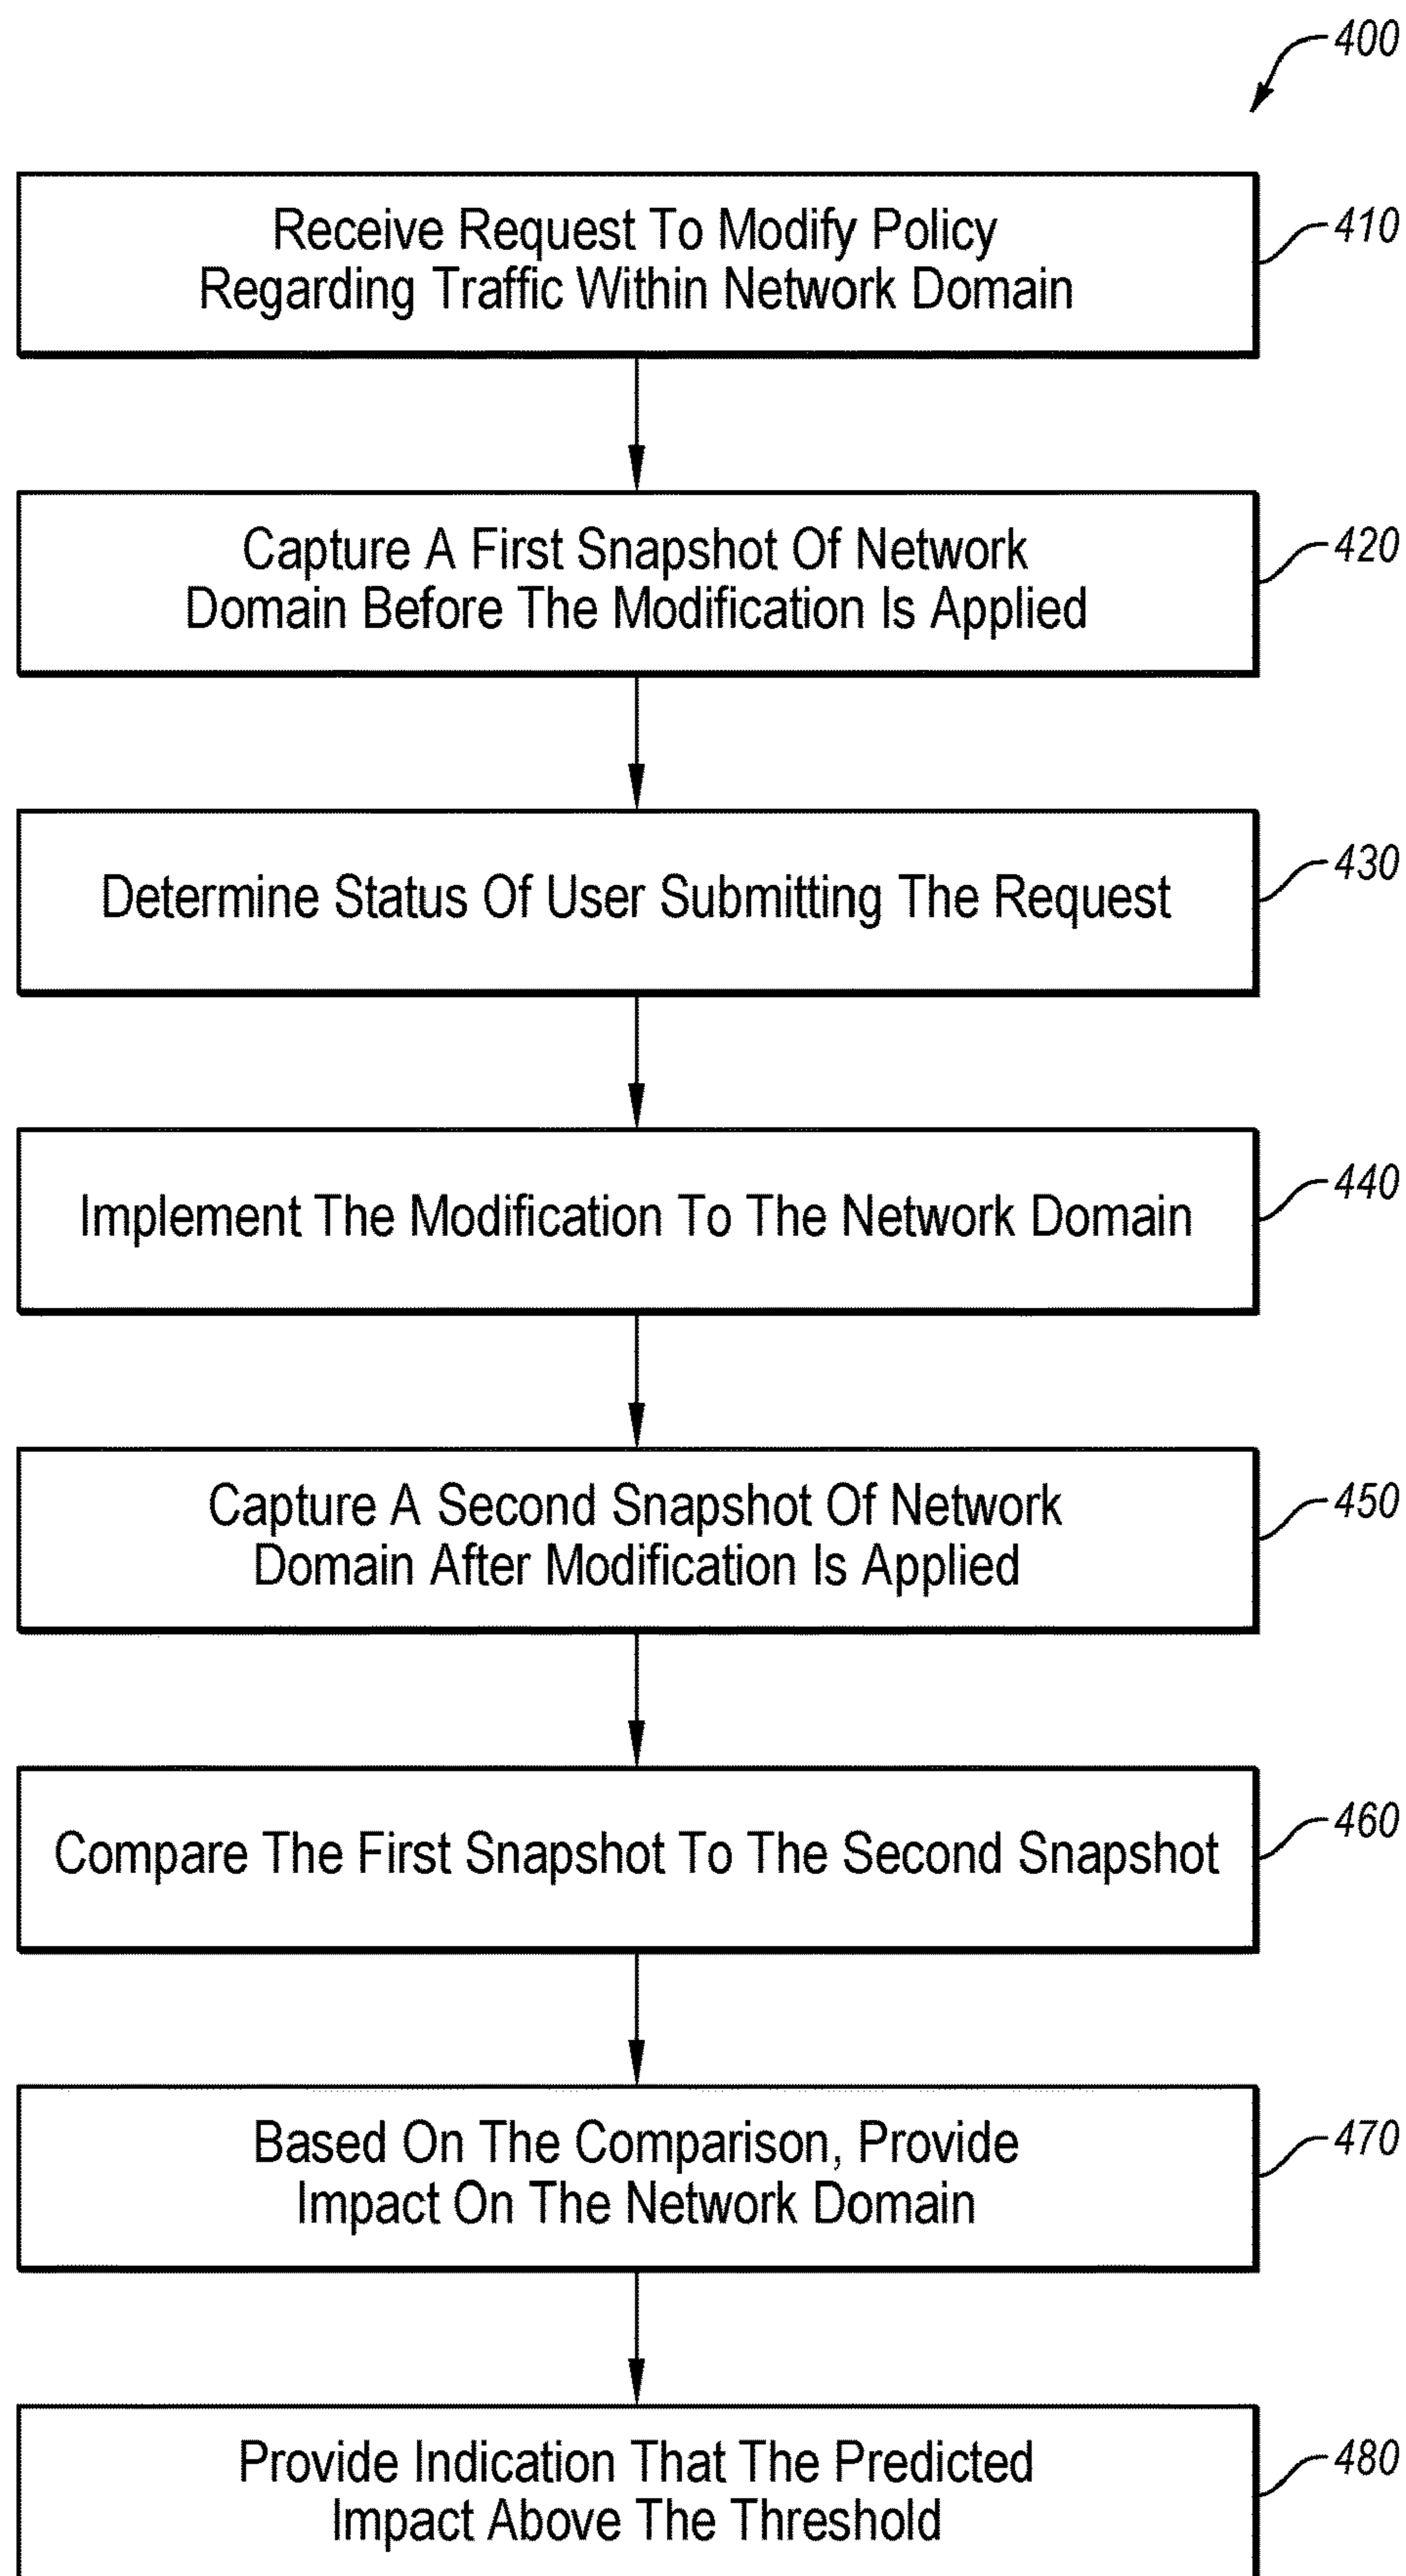 400
Receive Request To Modify Policy
Regarding Traffic Within Network Domain
410
Capture A First Snapshot Of Network
Domain Before The Modification Is Applied
420
Determine Status Of User Submitting The Request
430
Implement The Modification To The Network Domain
440
Capture A Second Snapshot Of Network
Domain After Modification Is Applied
450
Compare The First Snapshot To The Second Snapshot
460
Based On The Comparison, Provide
Impact On The Network Domain
470
Provide Indication That The Predicted
Impact Above The Threshold
480